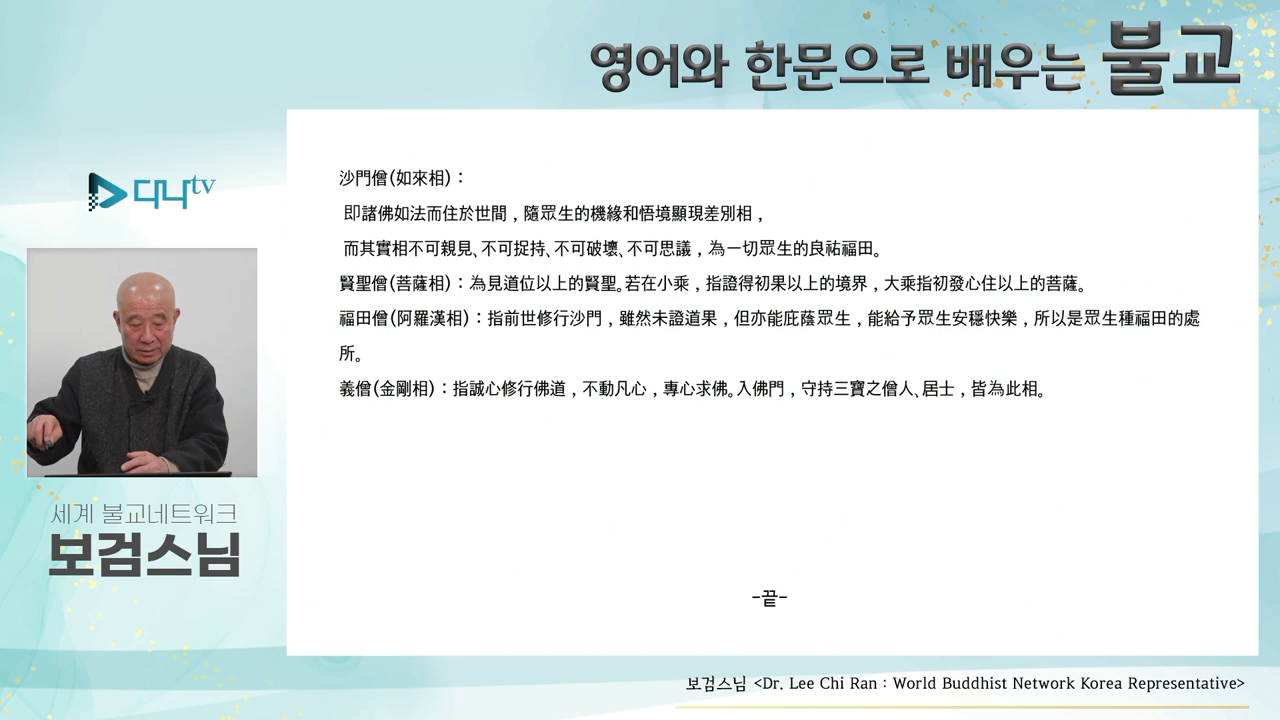 영어와 한문으로 배우는 불교
디나tv
沙門僧(如來相)：
即諸佛如法而住於世間，隨眾生的機緣和悟境顯現差別相，
而其實相不可親見、不可捉持、不可破壞、不可思議，為一切眾生的良祐福田。
賢聖僧(菩薩相)：為見道位以上的賢聖。若在小乘，指證得初果以上的境界，大乘指初發心住以上的菩薩。
福田僧(阿羅漢相)：指前世修行沙門，雖然未證道果，但亦能庇蔭眾生，能給予眾生安穩快樂，所以是眾生種福田的處
所。
義僧(金剛相)：指誠心修行佛道，不動凡心，專心求佛。入佛門，守持三寶之僧人、居士，皆為此相。
-끝-
세계 불교네트워크
보검스님
보검스님 <Dr. Lee Chi Ran : World Buddhist Network Korea Representative>